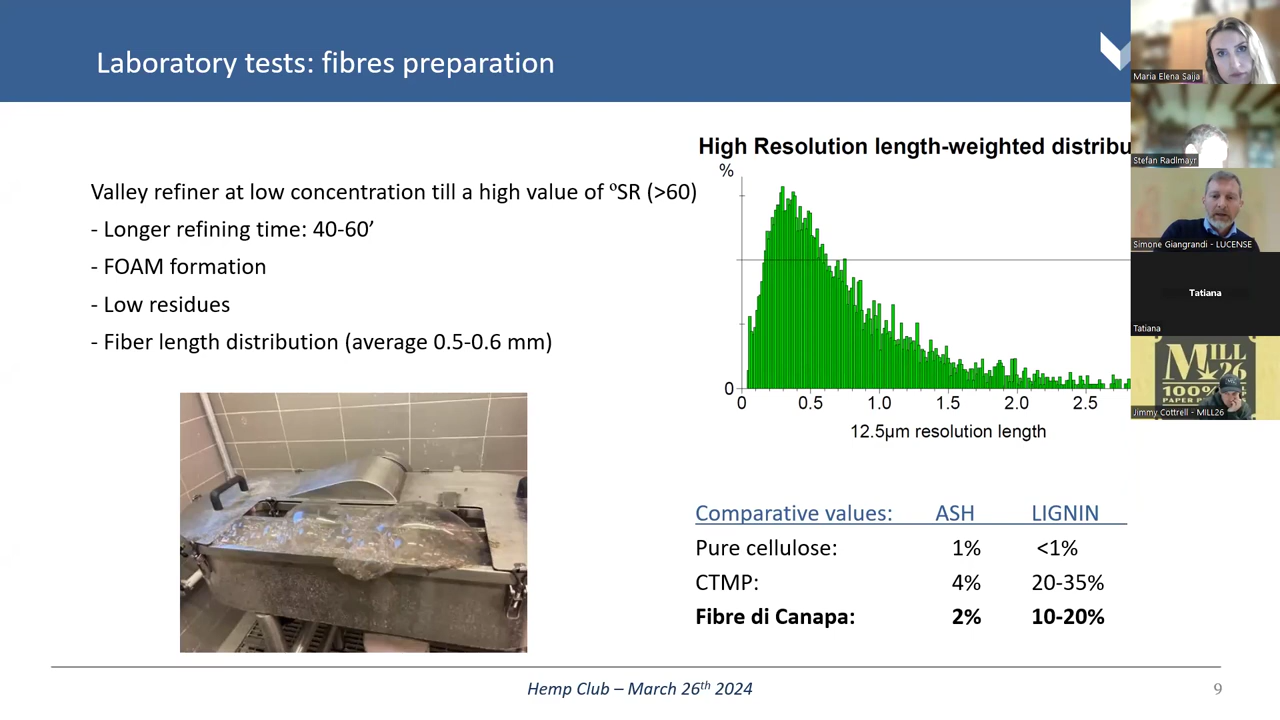 Laboratory tests: fibres preparation
Valley refiner at low concentration till a high value of ºSR (>60)
- Longer refining time: 40-60’
- FOAM formation
- Low residues
- Fiber length distribution (average 0.5-0.6 mm)
High Resolution length-weighted distribu
%
0
0 0.5 1.0 1.5 2.0 2.5
12.5µm resolution length
Comparative values: ASH LIGNIN
Pure cellulose: 1% <1%
CTMP: 4% 20-35%
Fibre di Canapa: 2% 10-20%
Hemp Club – March 26th 2024
9
Maria Elena Saija
Stefan Radlmayr
Simone Giangrandi - LUCENSE
Tatiana
Tatiana
MILL
26
100%
PAPER P
Jimmy Cottrell - MILL26